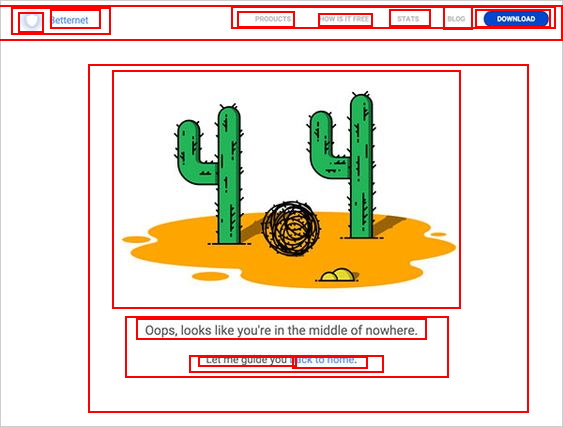 Betternet
PRODUCTS
HOW IS IT FREE
STATS
BLOG
DOWNLOAD
Oops, looks like you're in the middle of nowhere.
Let me guide you back to home.